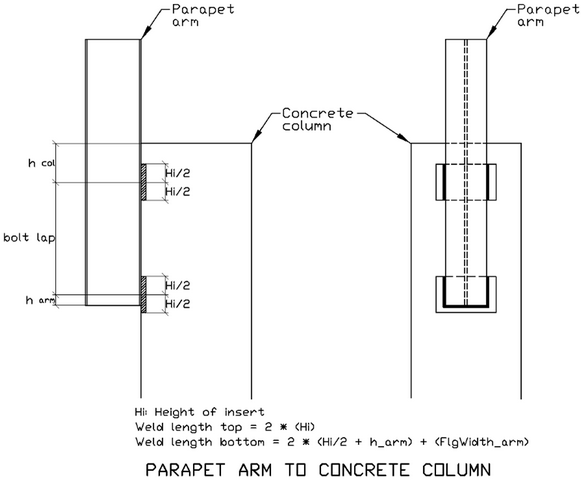 Parapet
arm
Parapet
arm
Concrete
column
h col
Hi/2
Hi/2
bolt lap
Hi/2
h arm
Hi/2
Hi: Height of insert
Weld length top = 2 * (Hi)
Weld length bottom = 2 * (Hi/2 + h_arm) + (FlgWidth_arm)
PARAPET ARM TO CONCRETE COLUMN